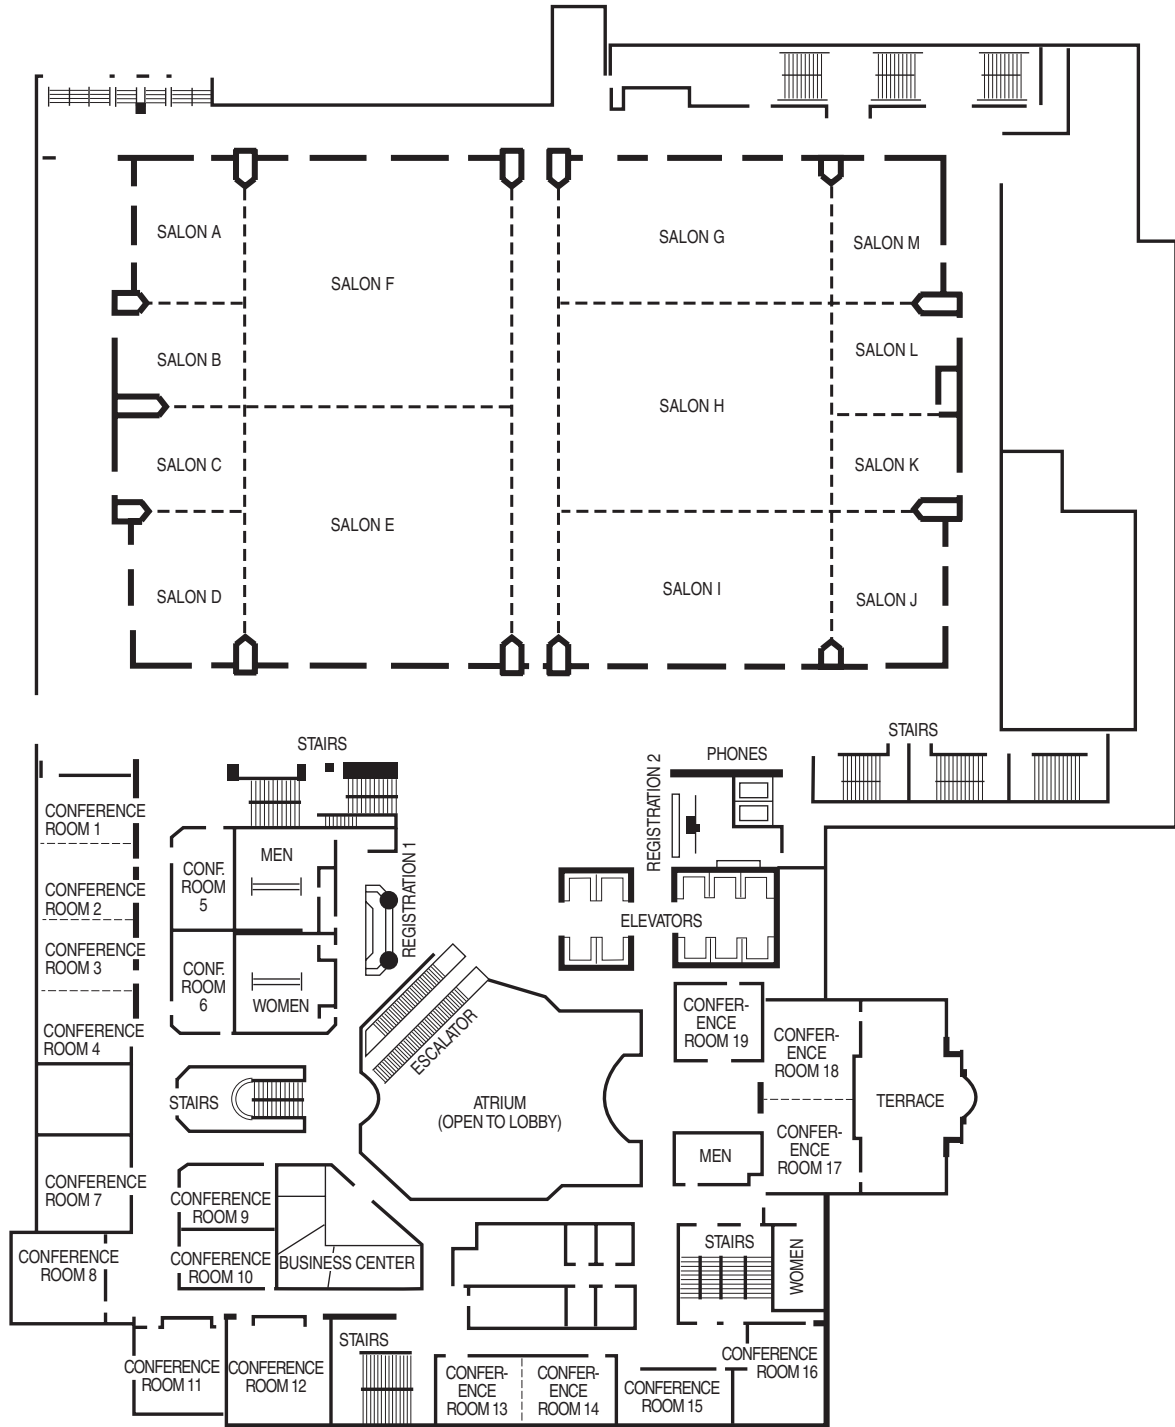 SALON A
SALON F
SALON G
SALON M
SALON B
SALON H
SALON L
SALON C
SALON K
SALON E
SALON D
SALON I
SALON J
STAIRS
STAIRS
PHONES
REGISTRATION 2
CONFERENCE
ROOM 1
MEN
CONF.
ROOM
5
CONFERENCE
ROOM 2
REGISTRATION 1
ELEVATORS
CONFERENCE
ROOM 3
CONF.
ROOM
6
WOMEN
CONFERENCE
ROOM 4
ESCALATOR
CONFER-
ENCE
ROOM 19
CONFER-
ENCE
ROOM 18
STAIRS
ATRIUM
(OPEN TO LOBBY)
TERRACE
MEN
CONFER-
ENCE
ROOM 17
CONFERENCE
ROOM 7
CONFERENCE
ROOM 9
CONFERENCE
ROOM 8
CONFERENCE
ROOM 10
BUSINESS CENTER
STAIRS
WOMEN
STAIRS
CONFERENCE
ROOM 11
CONFERENCE
ROOM 12
CONFER-
ENCE
ROOM 13
CONFER-
ENCE
ROOM 14
CONFERENCE
ROOM 15
CONFERENCE
ROOM 16